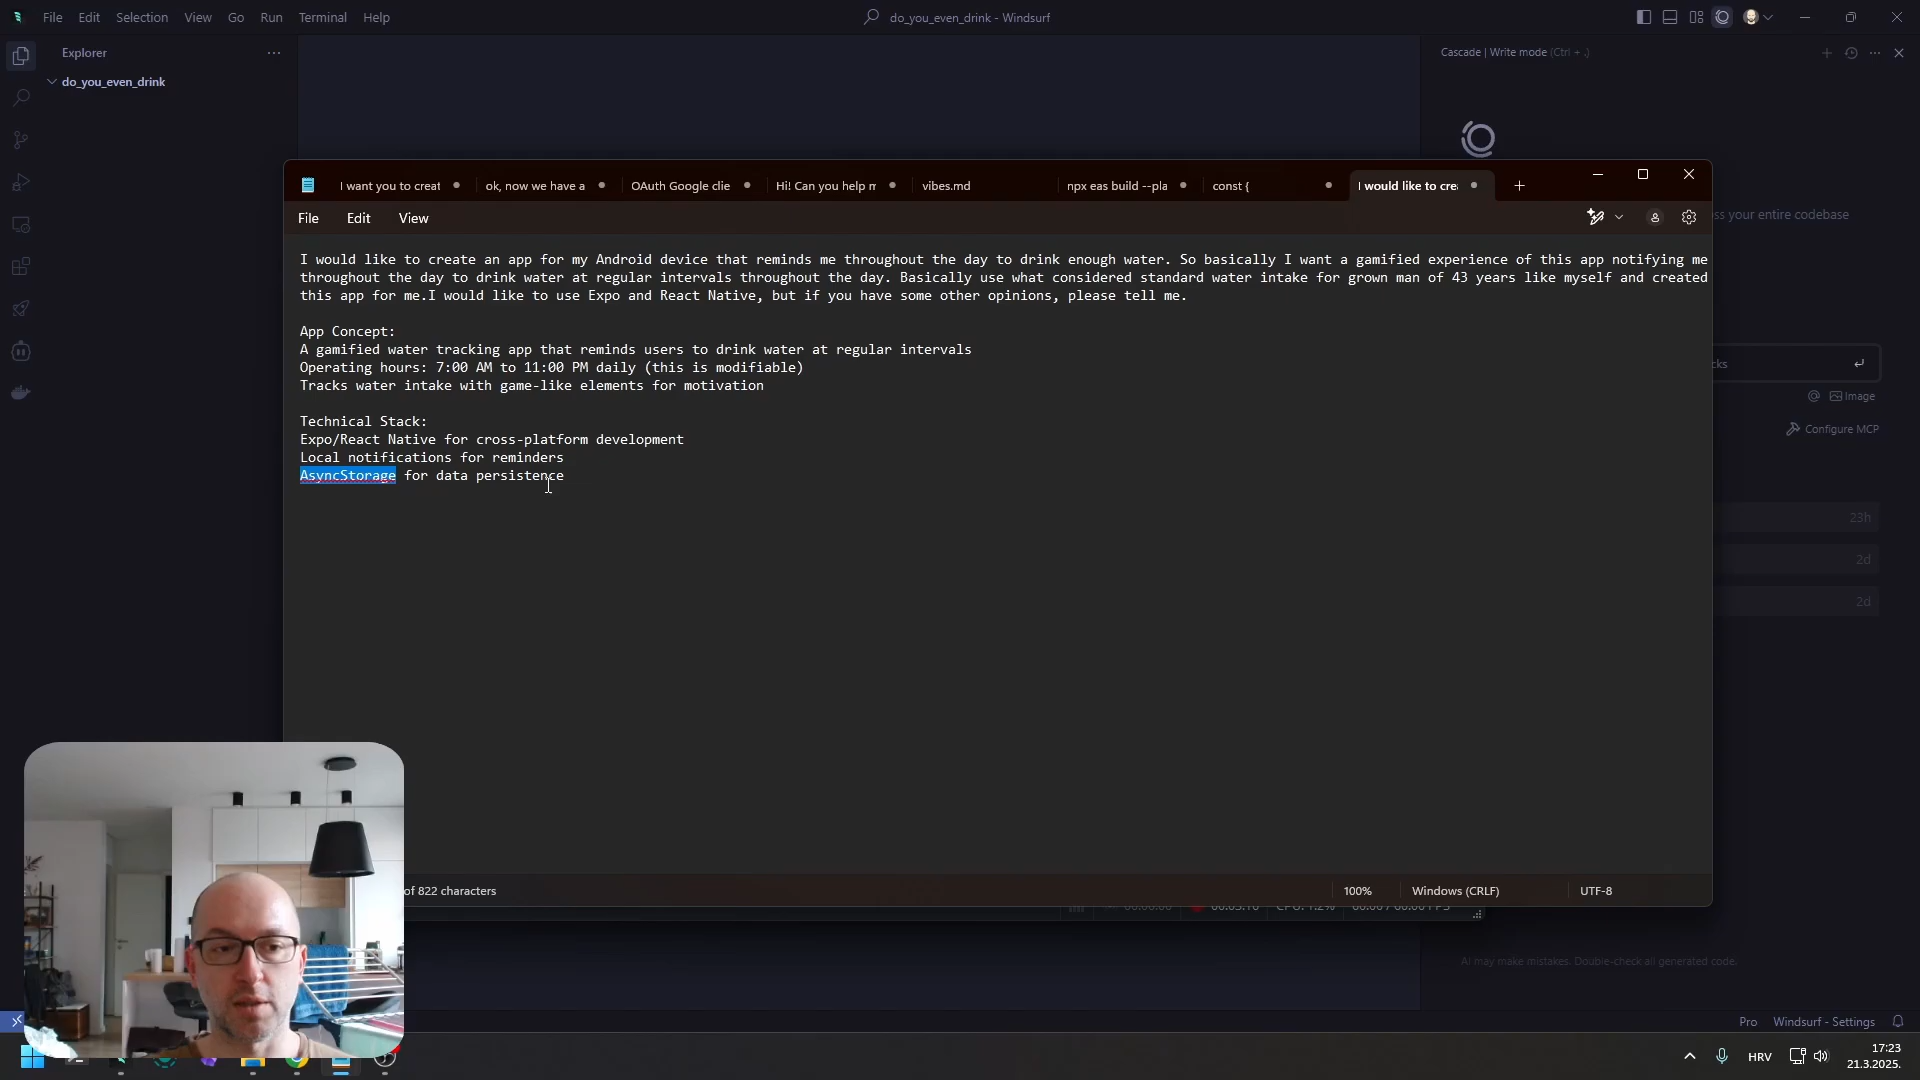 File Edit Selection View Go Run Terminal Help
do_you_even_drink - Windsurf
Explorer
do_you_even_drink
Cascade | Write mode (Ctrl + .)
I want you to creat
ok, now we have a
OAuth Google clie
Hi! Can you help m
vibes.md
npx eas build --pla
const {
I would like to cre
File Edit View
I would like to create an app for my Android device that reminds me throughout the day to drink enough water. So basically I want a gamified experience of this app notifying me
throughout the day to drink water at regular intervals throughout the day. Basically use what considered standard water intake for grown man of 43 years like myself and created
this app for me.I would like to use Expo and React Native, but if you have some other opinions, please tell me.
App Concept:
A gamified water tracking app that reminds users to drink water at regular intervals
Operating hours: 7:00 AM to 11:00 PM daily (this is modifiable)
Tracks water intake with game-like elements for motivation
Technical Stack:
Expo/React Native for cross-platform development
Local notifications for reminders
AsyncStorage for data persistence
of 822 characters
100%
Windows (CRLF)
UTF-8
your entire codebase
Image
Configure MCP
23h
2d
2d
AI may make mistakes. Double-check all generated code.
Pro
Windsurf - Settings
HRV
17:23
21.3.2025.